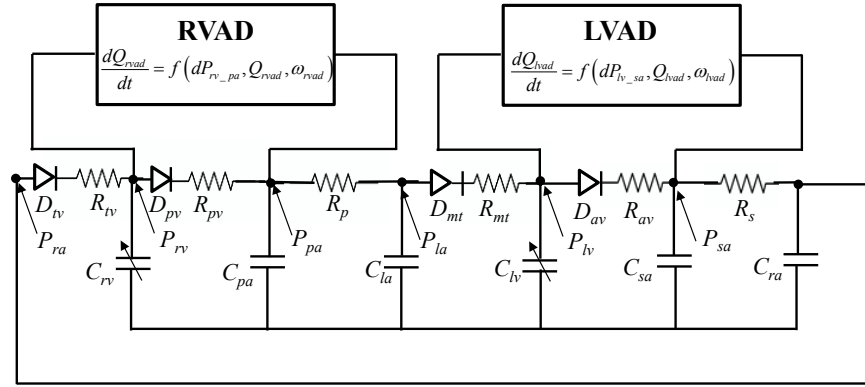 RVAD
dQ_rvad/dt = f(dP_rv_pa, Q_rvad, ω_rvad)
LVAD
dQ_lvad/dt = f(dP_lv_sa, Q_lvad, ω_lvad)
D_tv R_tv D_pv R_pv R_p D_mt R_mt D_av R_av R_s
P_ra P_rv P_pa P_la P_lv P_sa
C_rv C_pa C_la C_lv C_sa C_ra